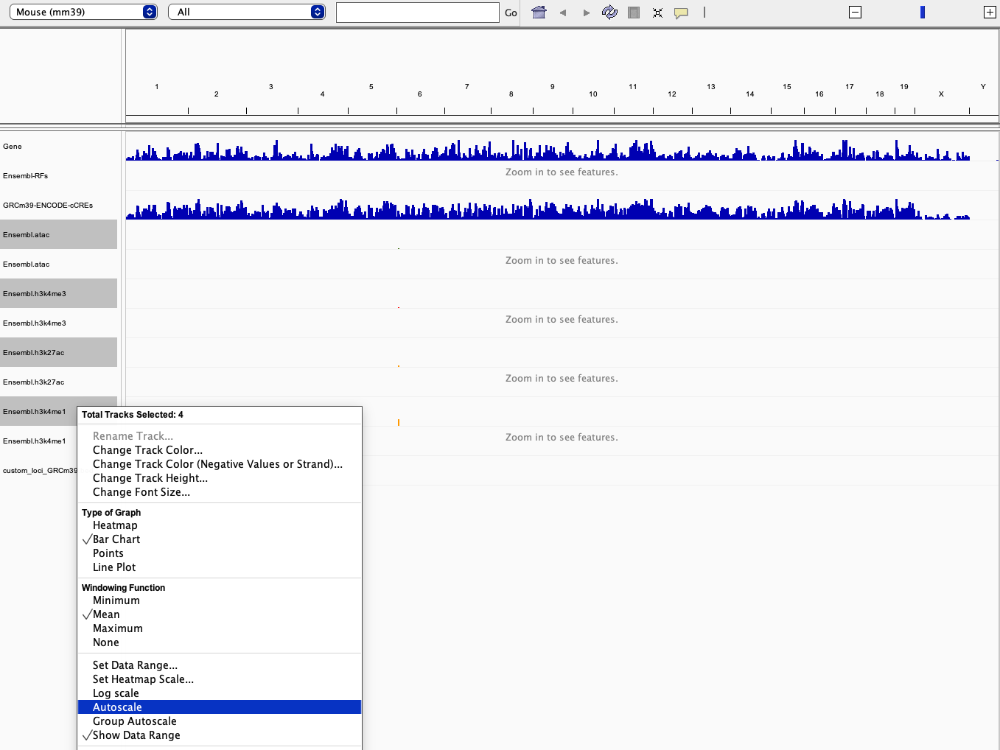 Mouse (mm39) All Go
1 2 3 4 5 6 7 8 9 10 11 12 13 14 15 16 17 18 19 X Y
Gene
Ensembl-RFs Zoom in to see features.
GRCm39-ENCODE-cCREs
Ensembl.atac
Ensembl.atac Zoom in to see features.
Ensembl.h3k4me3
Ensembl.h3k4me3 Zoom in to see features.
Ensembl.h3k27ac
Ensembl.h3k27ac Zoom in to see features.
Ensembl.h3k4me1
Ensembl.h3k4me1 Zoom in to see features.
custom_loci_GRCm39
Total Tracks Selected: 4
Rename Track...
Change Track Color...
Change Track Color (Negative Values or Strand)...
Change Track Height...
Change Font Size...
Type of Graph
Heatmap
Bar Chart
Points
Line Plot
Windowing Function
Minimum
Mean
Maximum
None
Set Data Range...
Set Heatmap Scale...
Log scale
Autoscale
Group Autoscale
Show Data Range